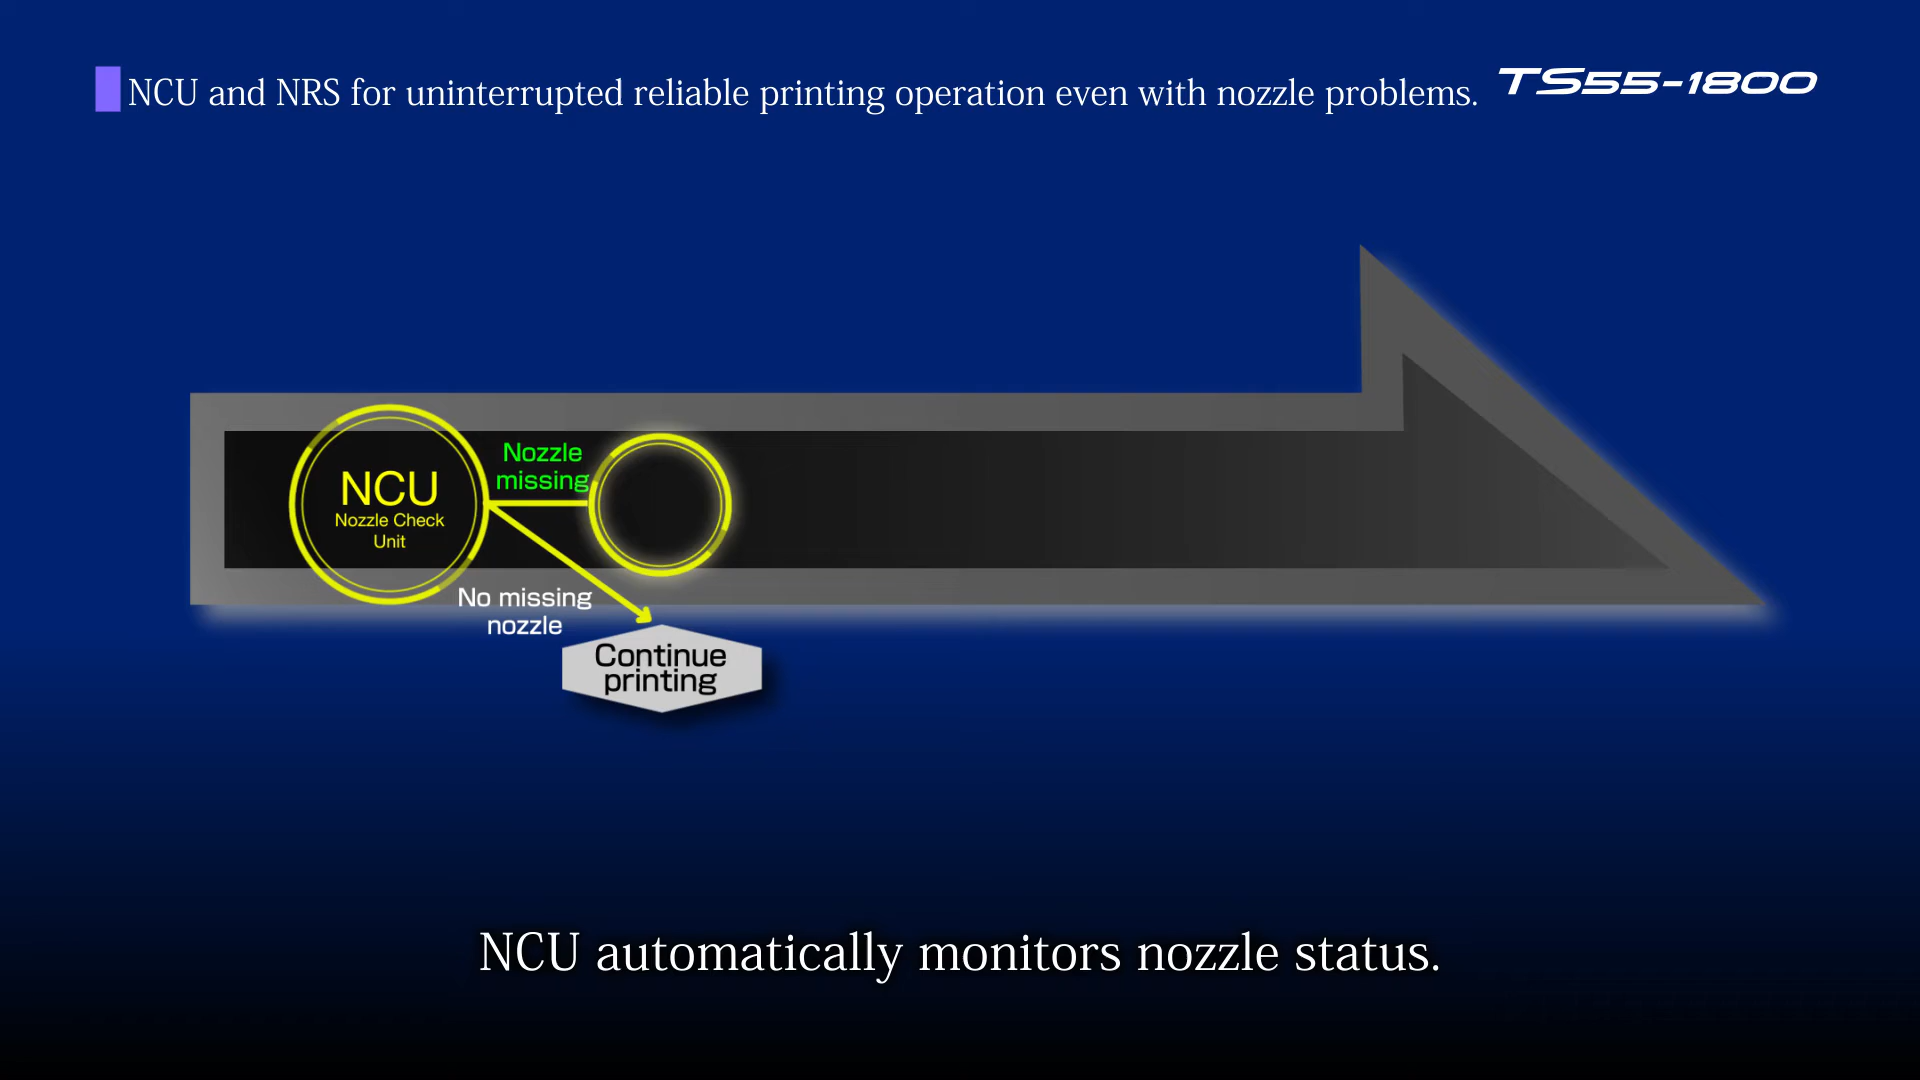 NCU and NRS for uninterrupted reliable printing operation even with nozzle problems.
TS55-1800
NCU
Nozzle Check
Unit
Nozzle
missing
No missing
nozzle
Continue
printing
NCU automatically monitors nozzle status.